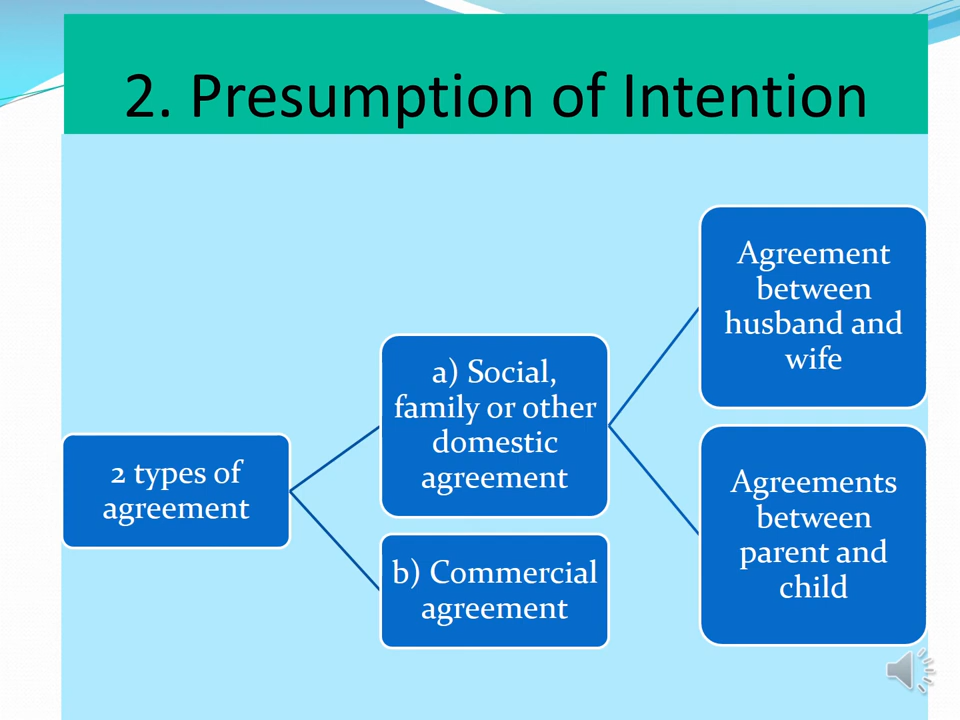 2. Presumption of Intention
2 types of
agreement
a) Social,
family or other
domestic
agreement
b) Commercial
agreement
Agreement
between
husband and
wife
Agreements
between
parent and
child